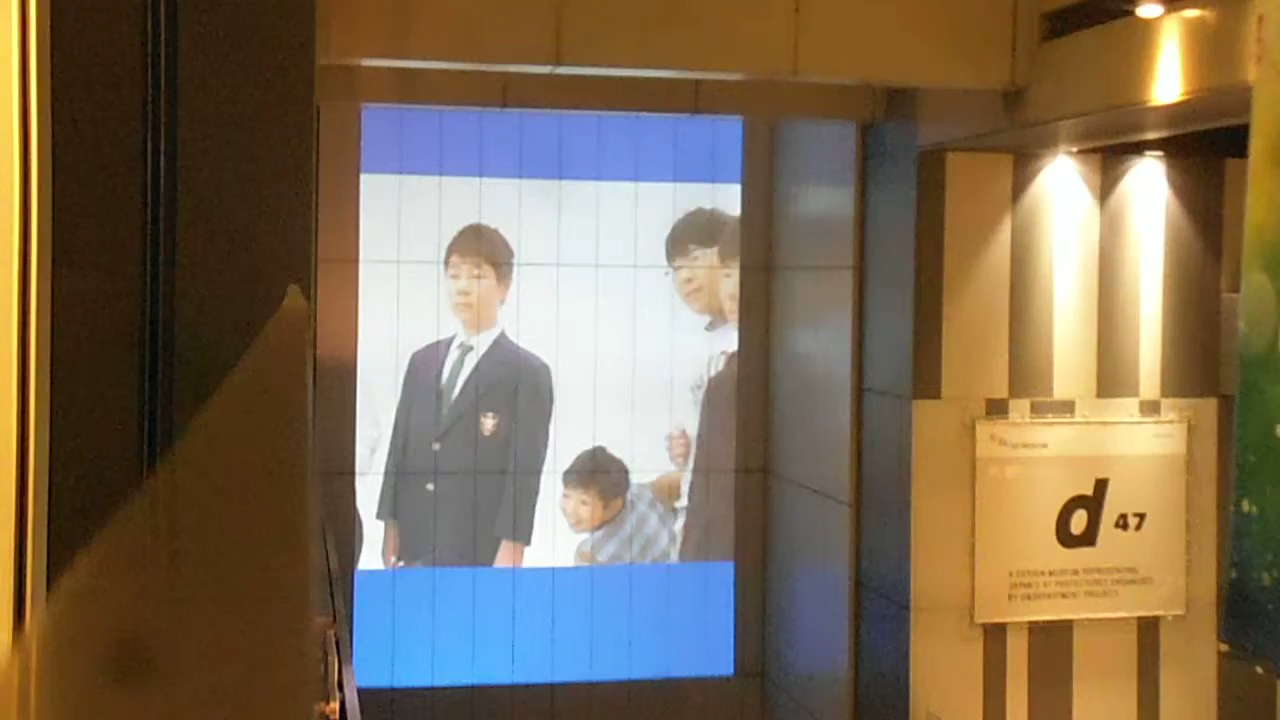 d 47
A DESIGN MUSEUM REPRESENTING
JAPAN'S 47 PREFECTURES ORGANIZED
BY D&DEPARTMENT PROJECT